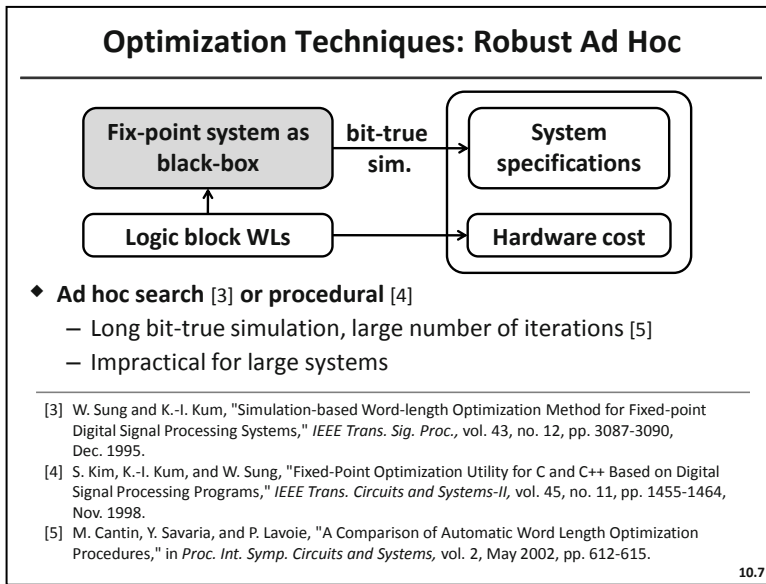 Optimization Techniques: Robust Ad Hoc
Fix-point system as
black-box
bit-true
sim.
System
specifications
Logic block WLs
Hardware cost
◆ Ad hoc search [3] or procedural [4]
– Long bit-true simulation, large number of iterations [5]
– Impractical for large systems
[3] W. Sung and K.-I. Kum, "Simulation-based Word-length Optimization Method for Fixed-point
Digital Signal Processing Systems," IEEE Trans. Sig. Proc., vol. 43, no. 12, pp. 3087-3090,
Dec. 1995.
[4] S. Kim, K.-I. Kum, and W. Sung, "Fixed-Point Optimization Utility for C and C++ Based on Digital
Signal Processing Programs," IEEE Trans. Circuits and Systems-II, vol. 45, no. 11, pp. 1455-1464,
Nov. 1998.
[5] M. Cantin, Y. Savaria, and P. Lavoie, "A Comparison of Automatic Word Length Optimization
Procedures," in Proc. Int. Symp. Circuits and Systems, vol. 2, May 2002, pp. 612-615.
10.7